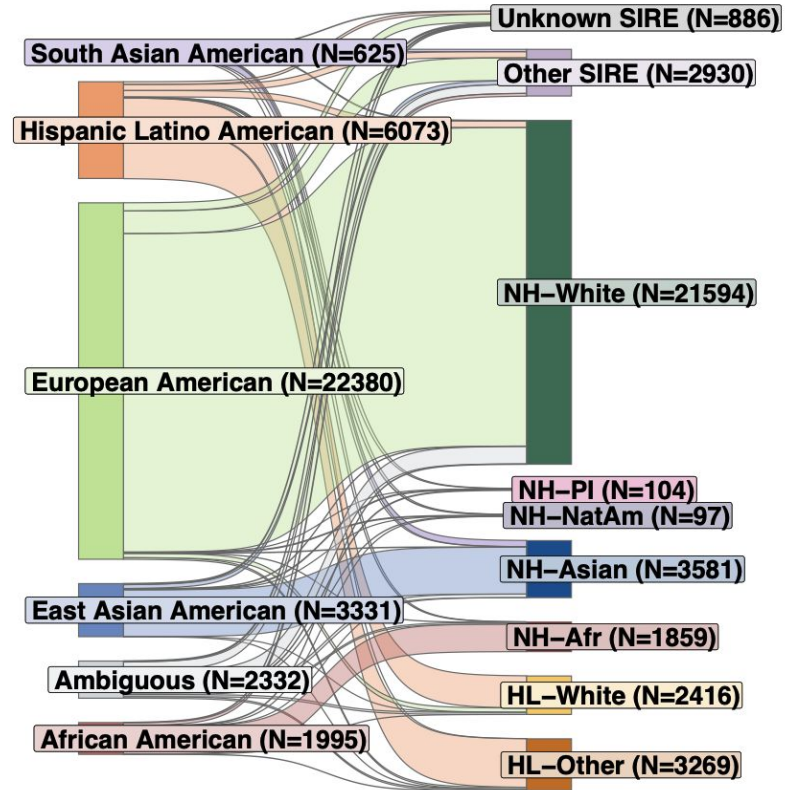 Unknown SIRE (N=886)
South Asian American (N=625)
Other SIRE (N=2930)
Hispanic Latino American (N=6073)
NH−White (N=21594)
European American (N=22380)
NH−PI (N=104)
NH−NatAm (N=97)
NH−Asian (N=3581)
East Asian American (N=3331)
NH−Afr (N=1859)
Ambiguous (N=2332)
HL−White (N=2416)
African American (N=1995)
HL−Other (N=3269)